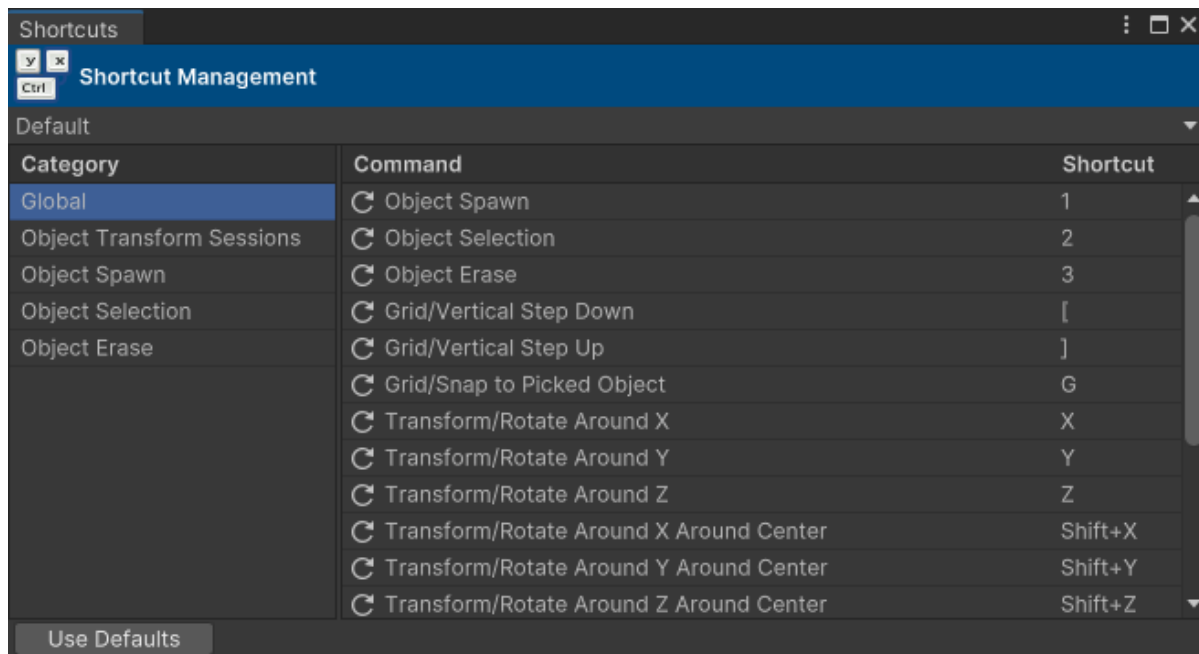 Shortcuts
y x
Ctrl
Shortcut Management
Default
Category Command Shortcut
Global Object Spawn 1
Object Transform Sessions Object Selection 2
Object Spawn Object Erase 3
Object Selection Grid/Vertical Step Down [
Object Erase Grid/Vertical Step Up ]
Grid/Snap to Picked Object G
Transform/Rotate Around X X
Transform/Rotate Around Y Y
Transform/Rotate Around Z Z
Transform/Rotate Around X Around Center Shift+X
Transform/Rotate Around Y Around Center Shift+Y
Transform/Rotate Around Z Around Center Shift+Z
Use Defaults